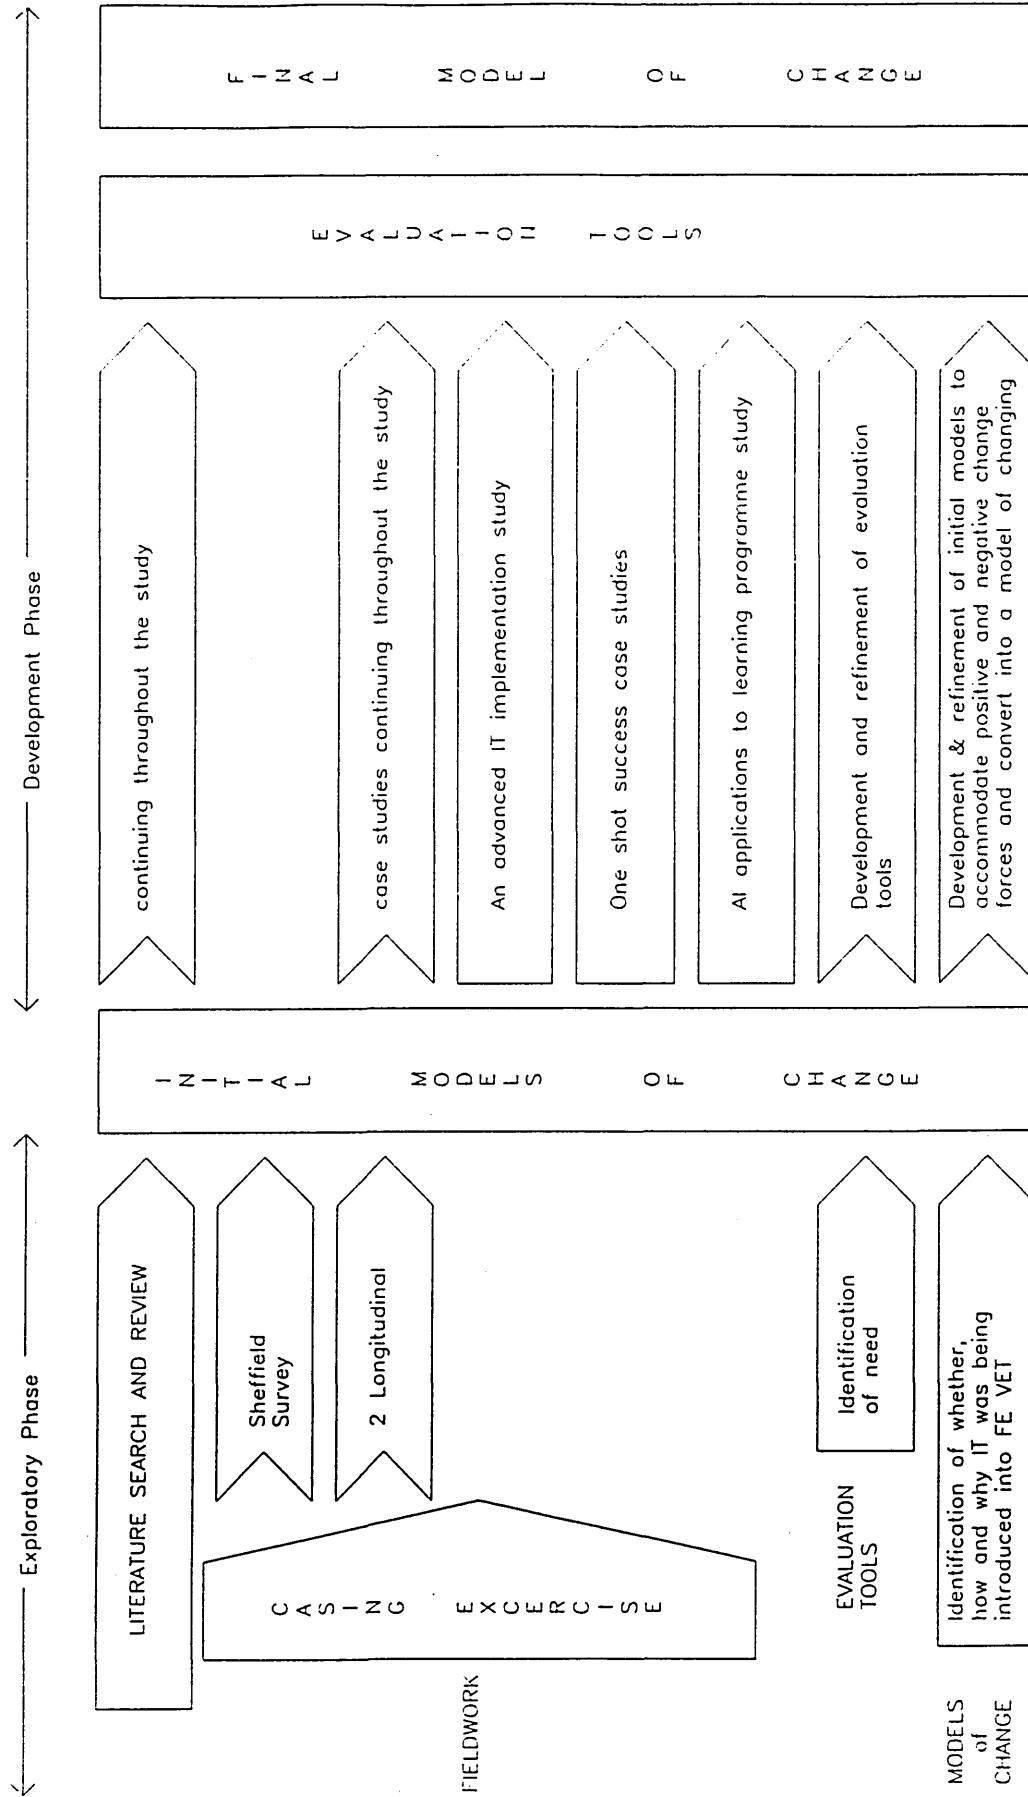 Exploratory Phase
Development Phase
LITERATURE SEARCH AND REVIEW
continuing throughout the study
FIELDWORK
CASING EXCERCISE
Sheffield
Survey
2 Longitudinal
case studies continuing throughout the study
An advanced IT implementation study
One shot success case studies
AI applications to learning programme study
EVALUATION
TOOLS
Identification
of need
Development and refinement of evaluation
tools
MODELS
of
CHANGE
Identification of whether,
how and why IT was being
introduced into FE VET
Development & refinement of initial models to
accommodate positive and negative change
forces and convert into a model of changing
INITIAL MODELS OF CHANGE
EVALUATION TOOLS
FINAL MODEL OF CHANGE